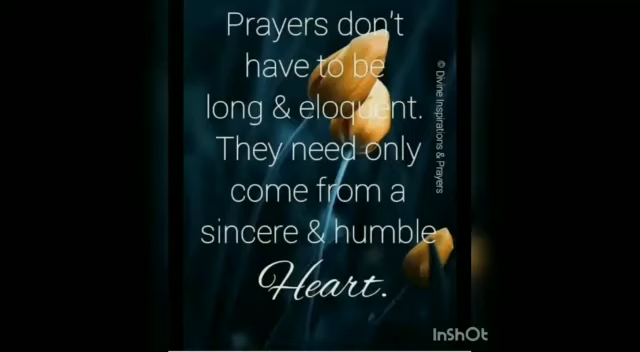 Prayers don't
have to be
long & eloquent.
They need only
come from a
sincere & humble
Heart.
© Divine Inspirations & Prayers
InShOt